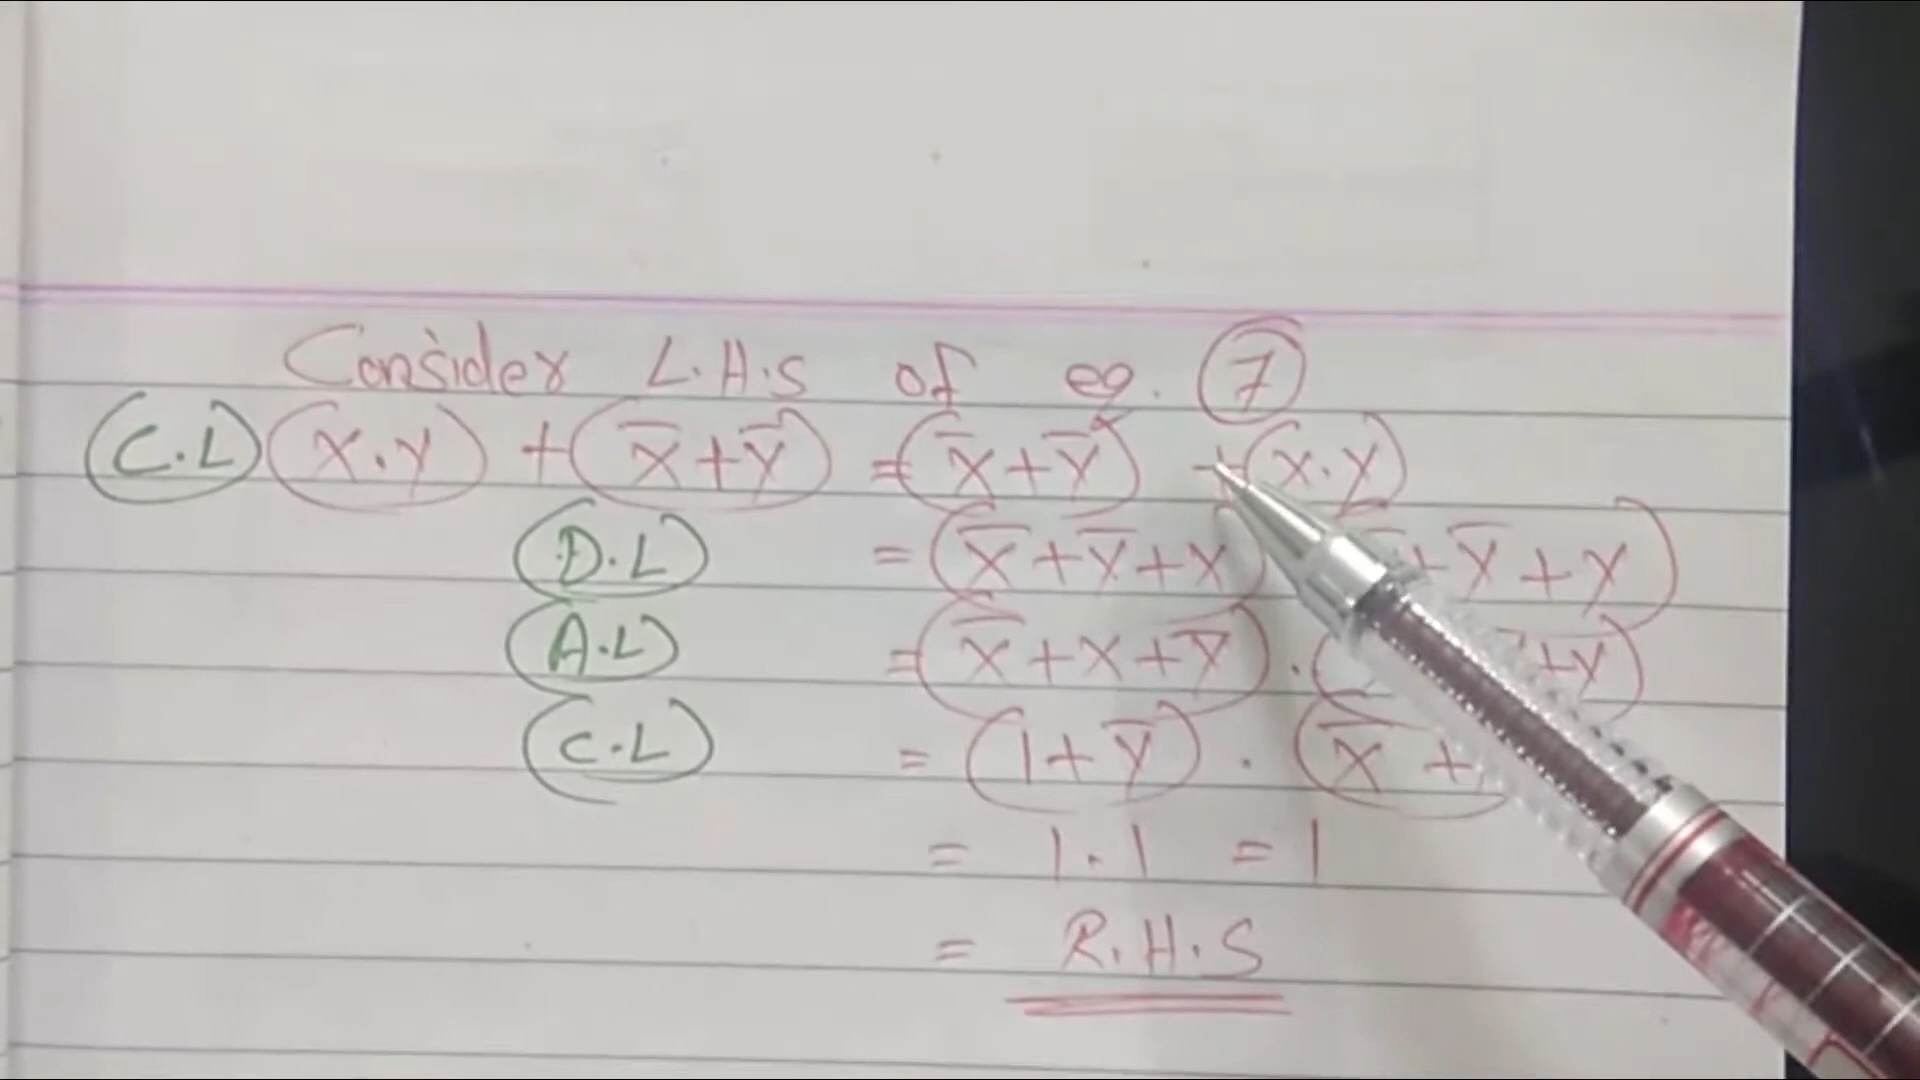 Consider L.H.S of eq. 7
C.L (X.Y) + (X̅+Y̅) = (X̅+Y̅) + (X.Y)
D.L = (X̅+Y̅+X) +Y̅+Y)
A.L = (X̅+X+Y̅) . ( +Y)
C.L = (1+Y̅) . (X̅ +
= 1.1 = 1
= R.H.S